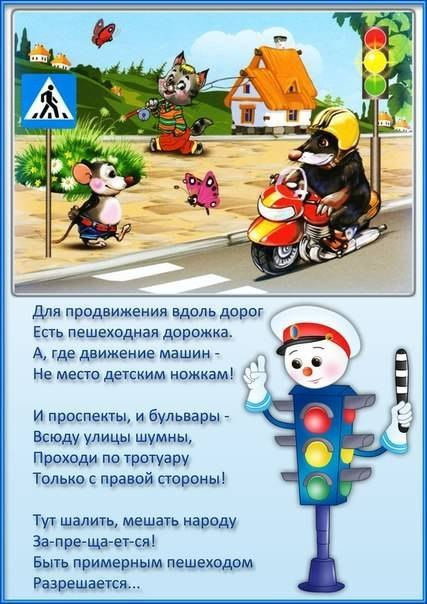 Для продвижения вдоль дорог
Есть пешеходная дорожка.
А, где движение машин -
Не место детским ножкам!
И проспекты, и бульвары -
Всюду улицы шумны,
Проходи по тротуару
Только с правой стороны!
Тут шалить, мешать народу
За-пре-ща-ет-ся!
Быть примерным пешеходом
Разрешается...